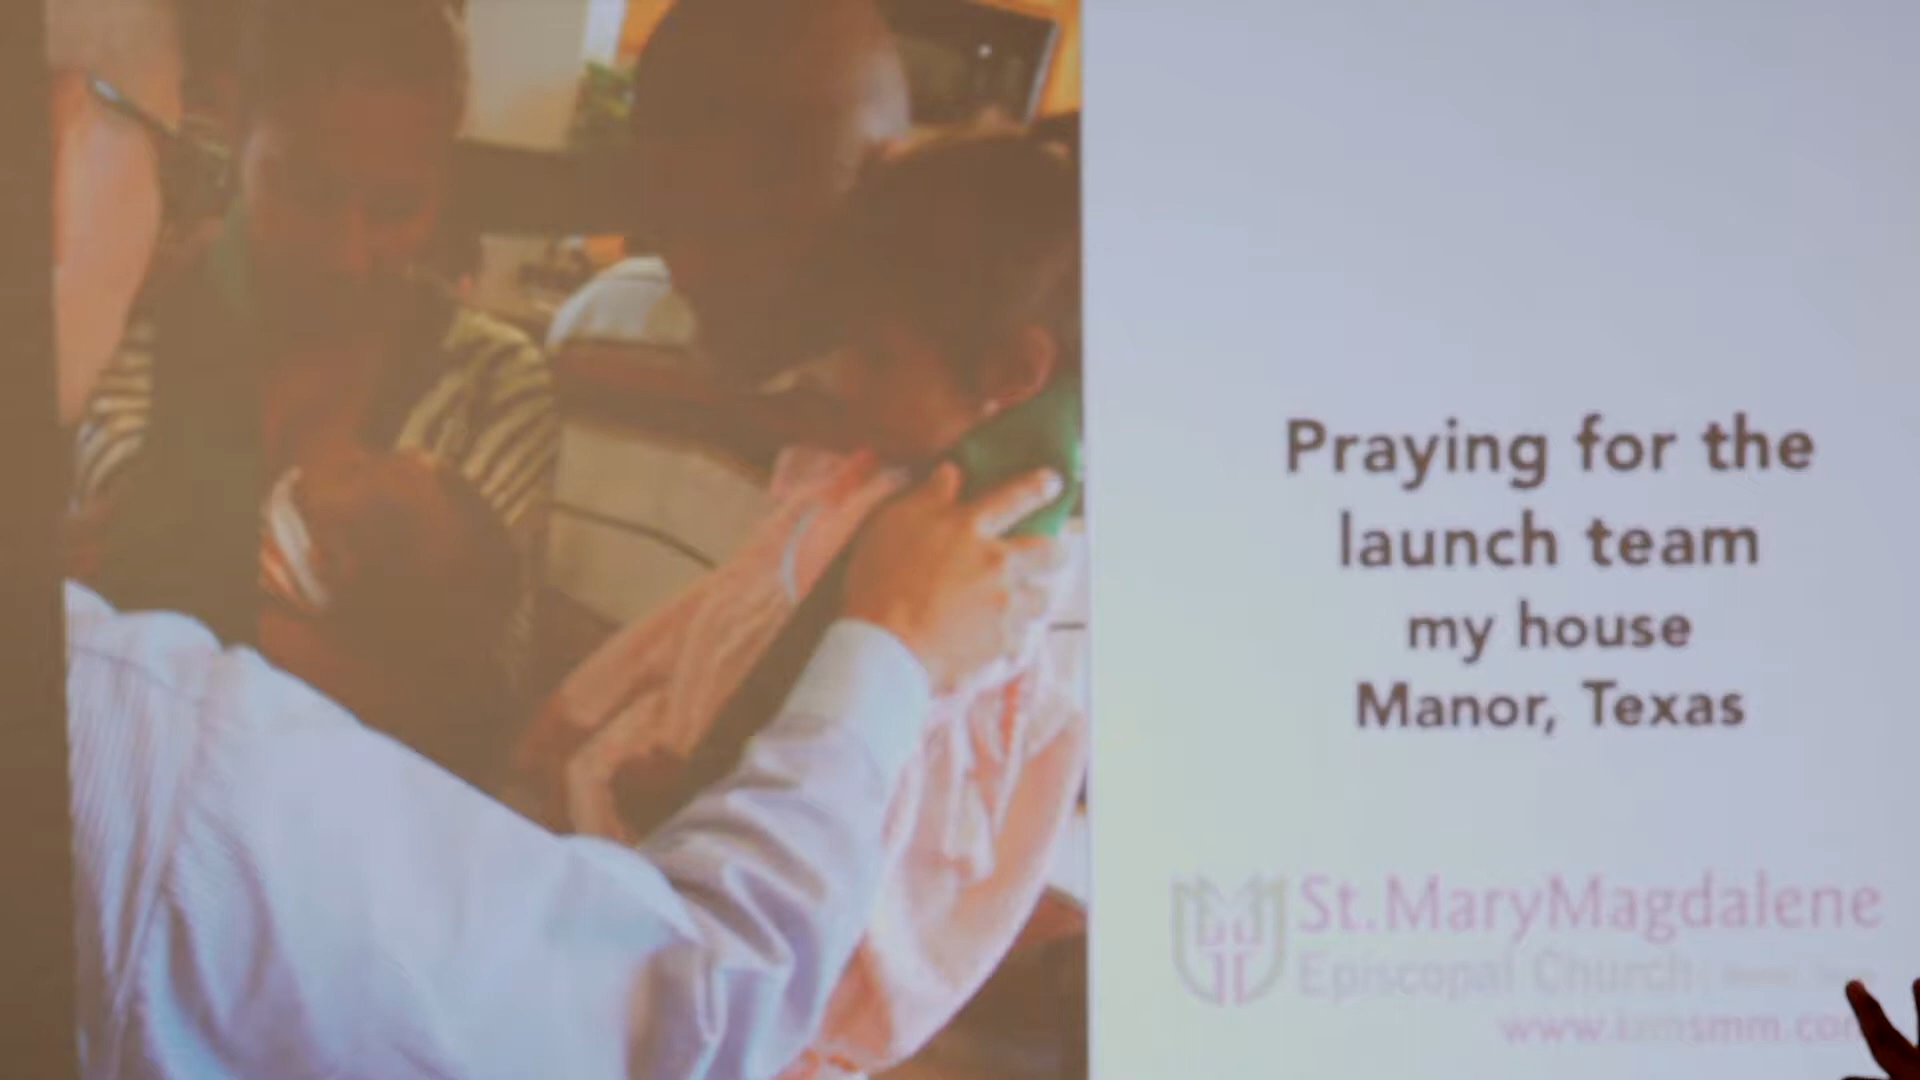 Praying for the
launch team
my house
Manor, Texas
St.MaryMagdalene
Episcopal Church